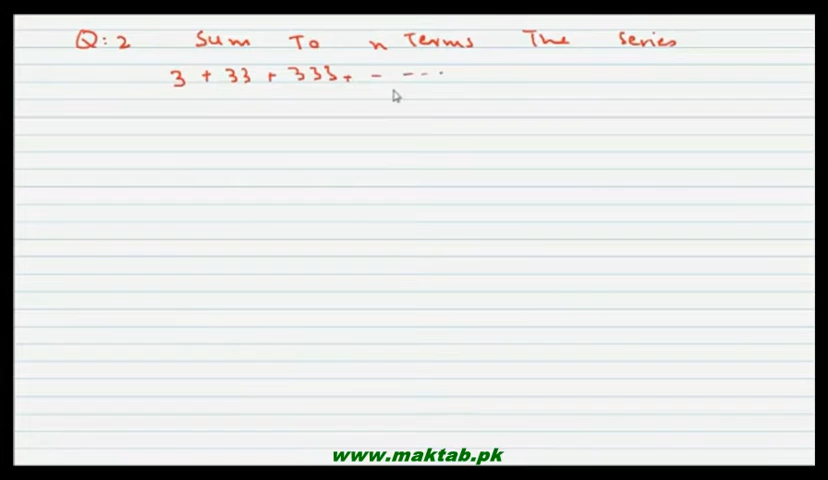 Q: 2 Sum To n Terms The Series
3 + 33 + 333 + - - - - .
www.maktab.pk